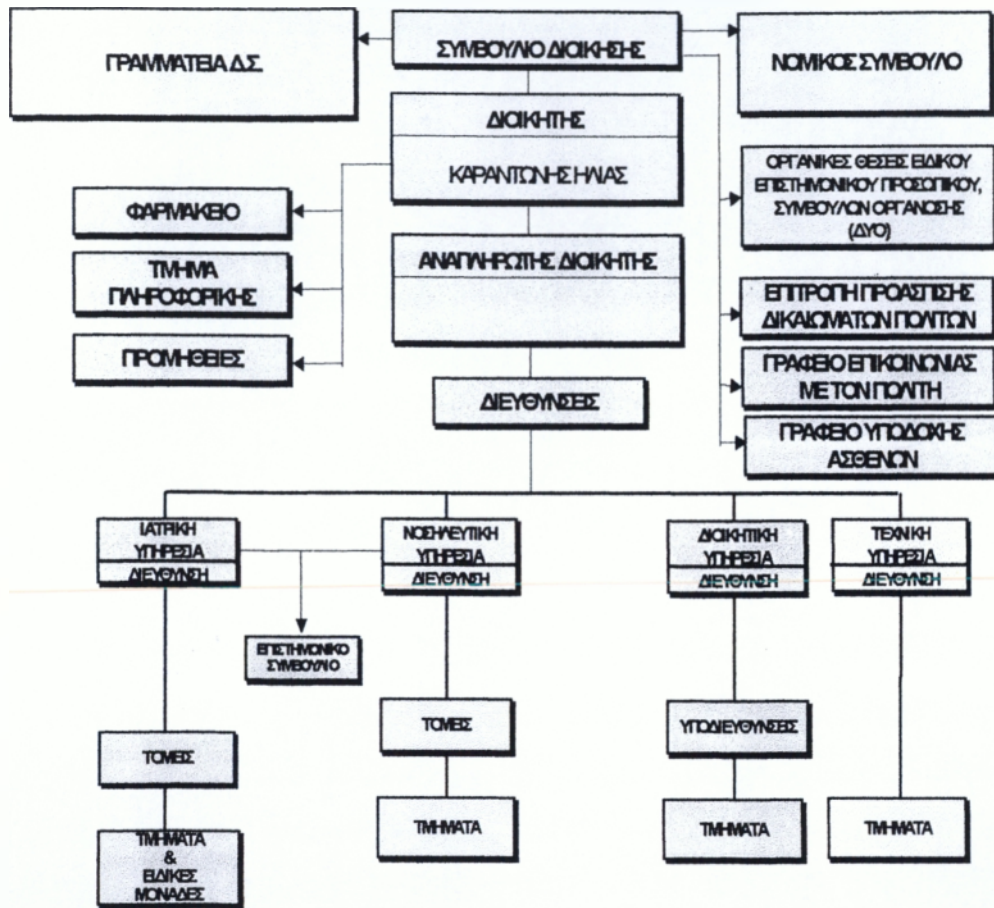 ΓΡΑΜΜΑΤΕΙΑ Δ.Σ.
ΣΥΜΒΟΥΛΙΟ ΔΙΟΙΚΗΣΗΣ
ΝΟΜΙΚΟΣ ΣΥΜΒΟΥΛΟ
ΔΙΟΙΚΗΤΗΣ
ΚΑΡΑΝΤΩΝΗΣ ΗΛΙΑΣ
ΟΡΓΑΝΙΚΕΣ ΘΕΣΕΙΣ ΕΙΔΙΚΟΥ
ΕΠΙΣΤΗΜΟΝΙΚΟΥ ΠΡΟΣΩΠΙΚΟΥ,
ΣΥΜΒΟΥΛΩΝ ΟΡΓΑΝΩΣΗΣ
(ΔΥΟ)
ΦΑΡΜΑΚΕΙΟ
ΤΜΗΜΑ
ΠΛΗΡΟΦΟΡΙΚΗΣ
ΠΡΟΜΗΘΕΙΕΣ
ΑΝΑΠΛΗΡΩΤΗΣ ΔΙΟΙΚΗΤΗΣ
ΕΠΙΤΡΟΠΗ ΠΡΟΑΣΠΙΣΗΣ
ΔΙΚΑΙΩΜΑΤΩΝ ΠΟΛΙΤΩΝ
ΓΡΑΦΕΙΟ ΕΠΙΚΟΙΝΩΝΙΑΣ
ΜΕ ΤΟΝ ΠΟΛΙΤΗ
ΓΡΑΦΕΙΟ ΥΠΟΔΟΧΗΣ
ΑΣΘΕΝΩΝ
ΔΙΕΥΘΥΝΣΕΙΣ
ΙΑΤΡΙΚΗ
ΥΠΗΡΕΣΙΑ
ΔΙΕΥΘΥΝΣΗ
ΝΟΣΗΛΕΥΤΙΚΗ
ΥΠΗΡΕΣΙΑ
ΔΙΕΥΘΥΝΣΗ
ΔΙΟΙΚΗΤΙΚΗ
ΥΠΗΡΕΣΙΑ
ΔΙΕΥΘΥΝΣΗ
ΤΕΧΝΙΚΗ
ΥΠΗΡΕΣΙΑ
ΔΙΕΥΘΥΝΣΗ
ΕΠΙΣΤΗΜΟΝΙΚΟ
ΣΥΜΒΟΥΛΙΟ
ΤΟΜΕΙΣ
ΤΟΜΕΙΣ
ΥΠΟΔΙΕΥΘΥΝΣΕΙΣ
ΤΜΗΜΑΤΑ
&
ΕΙΔΙΚΕΣ
ΜΟΝΑΔΕΣ
ΤΜΗΜΑΤΑ
ΤΜΗΜΑΤΑ
ΤΜΗΜΑΤΑ